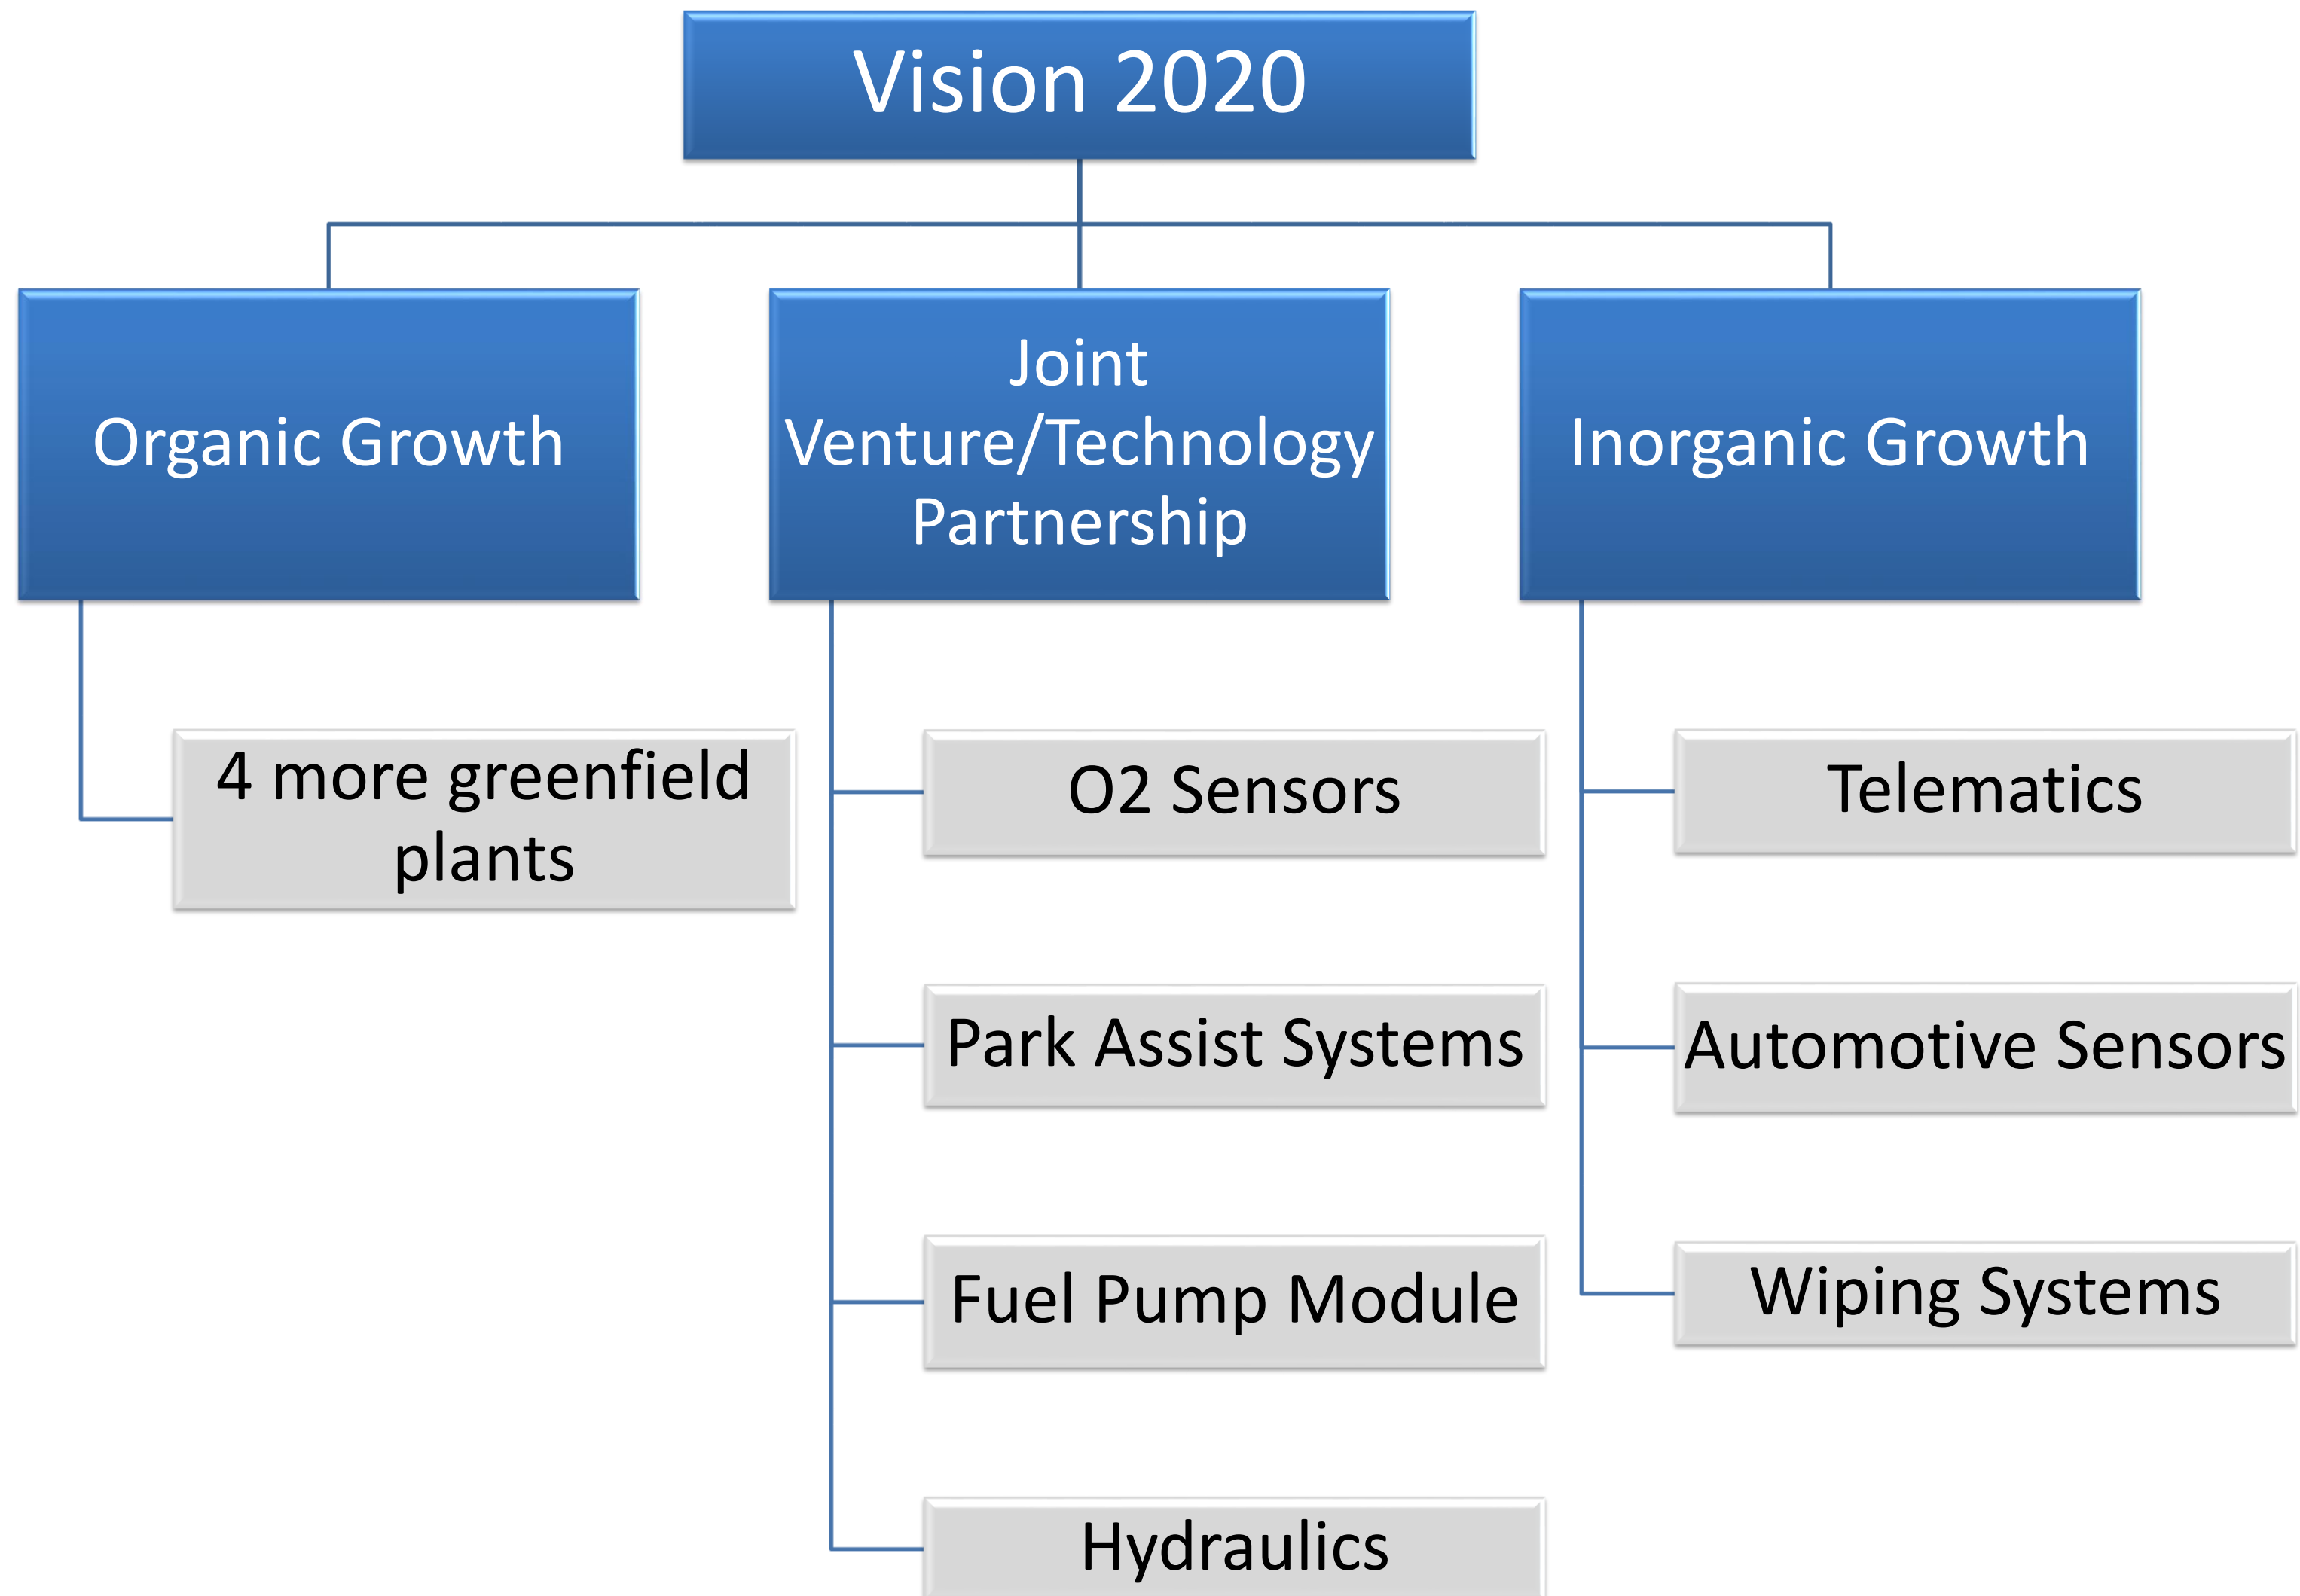 Vision 2020
Organic Growth
Joint
Venture/Technology
Partnership
Inorganic Growth
4 more greenfield
plants
O2 Sensors
Park Assist Systems
Fuel Pump Module
Hydraulics
Telematics
Automotive Sensors
Wiping Systems